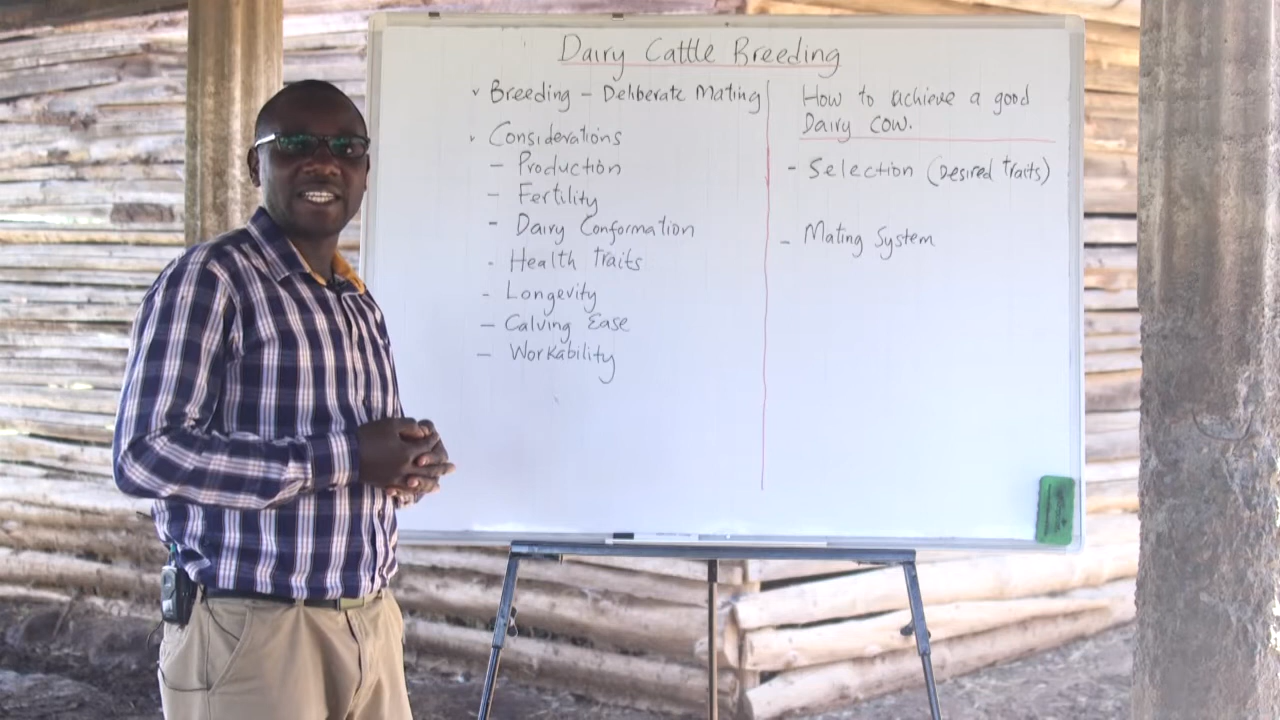 Dairy Cattle Breeding
v Breeding - Deliberate Mating
v Considerations
- Production
- Fertility
- Dairy Conformation
- Health Traits
- Longevity
- Calving Ease
- Workability
How to achieve a good
Dairy cow.
- Selection (Desired Traits)
- Mating System